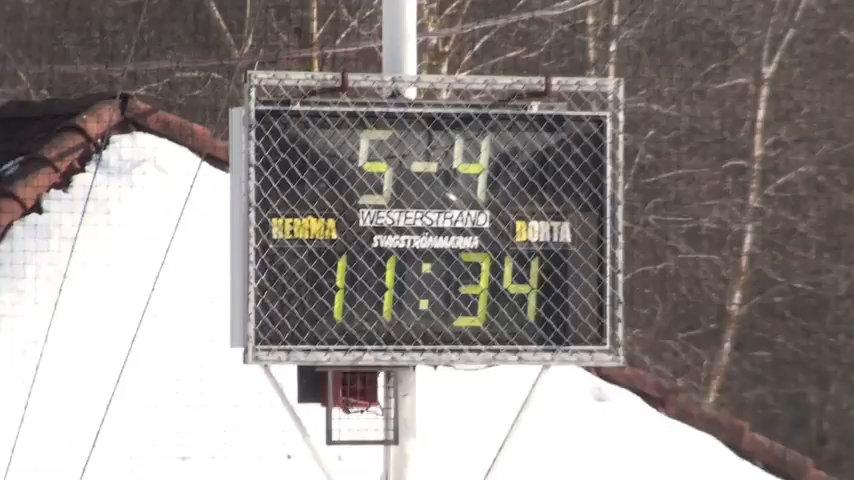 5-4
WESTERSTRAND
HEMMA BORTA
SVAGSTRÖMMARNA
11:34